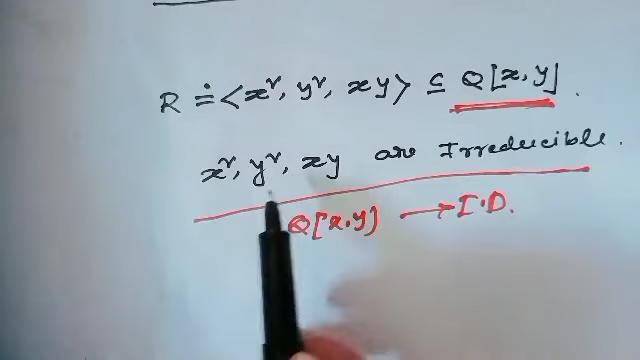 R ≐ <x², y², xy> ⊆ Q[x,y].
x², y², xy are Irreducible.
Q[x,y] → I.D.